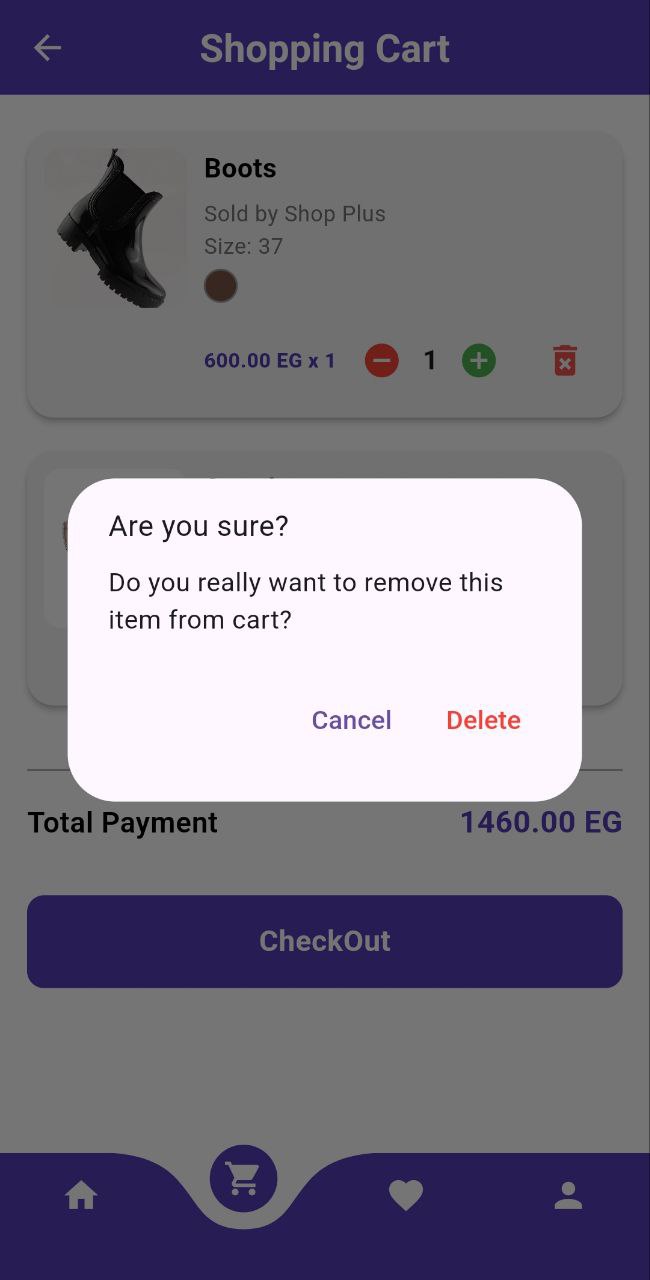 Shopping Cart
Boots
Sold by Shop Plus
Size: 37
600.00 EG x 1
1
Are you sure?
Do you really want to remove this
item from cart?
Cancel
Delete
Total Payment
1460.00 EG
CheckOut